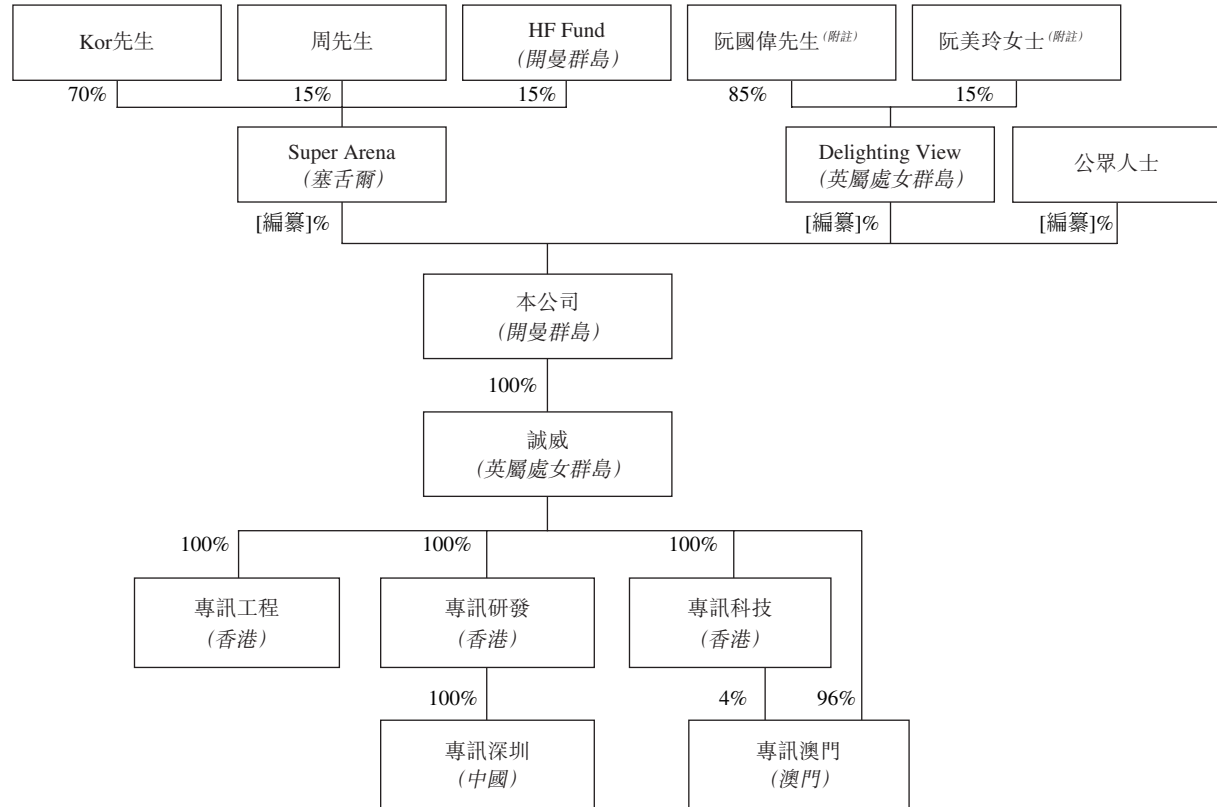 Kor先生
周先生
HF Fund
(開曼群島)
阮國偉先生(附註)
阮美玲女士(附註)
70%
15%
15%
85%
15%
Super Arena
(塞舌爾)
Delighting View
(英屬處女群島)
公眾人士
[編纂]%
[編纂]%
[編纂]%
本公司
(開曼群島)
100%
誠威
(英屬處女群島)
100%
100%
100%
專訊工程
(香港)
專訊研發
(香港)
專訊科技
(香港)
100%
4%
96%
專訊深圳
(中國)
專訊澳門
(澳門)